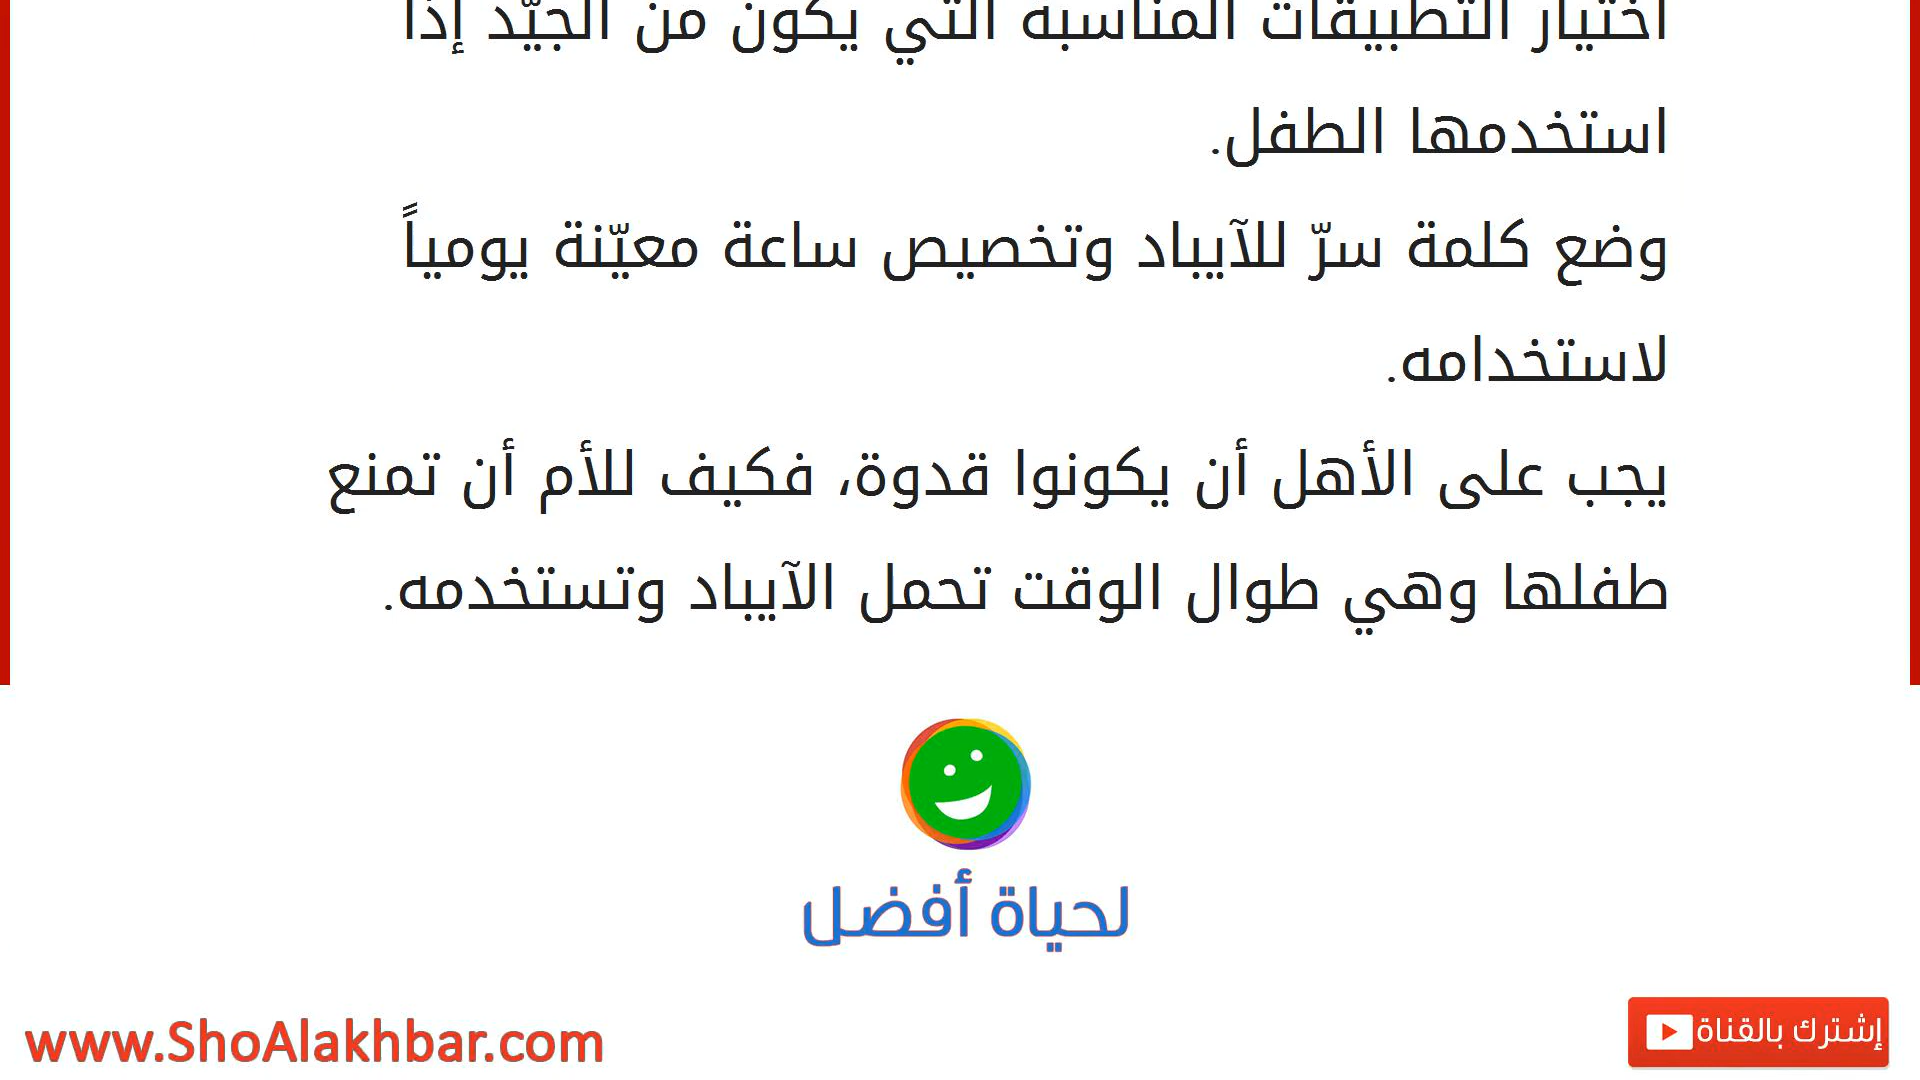 اختيار التطبيقات المناسبة التي يكون من الجيّد إذا
استخدمها الطفل.
وضع كلمة سرّ للآيباد وتخصيص ساعة معيّنة يومياً
لاستخدامه.
يجب على الأهل أن يكونوا قدوة، فكيف للأم أن تمنع
طفلها وهي طوال الوقت تحمل الآيباد وتستخدمه.
لحياة أفضل
www.ShoAlakhbar.com
إشترك بالقناة